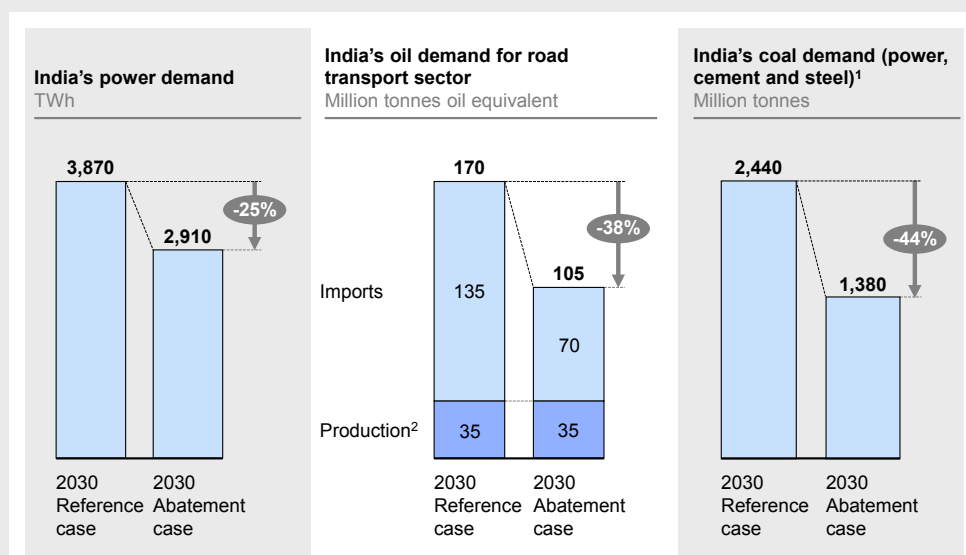 India's power demand
TWh
3,870
2,910
-25%
2030
Reference
case
2030
Abatement
case
India's oil demand for road
transport sector
Million tonnes oil equivalent
170
105
-38%
Imports
135
70
Production2
35
35
2030
Reference
case
2030
Abatement
case
India's coal demand (power,
cement and steel)1
Million tonnes
2,440
1,380
-44%
2030
Reference
case
2030
Abatement
case